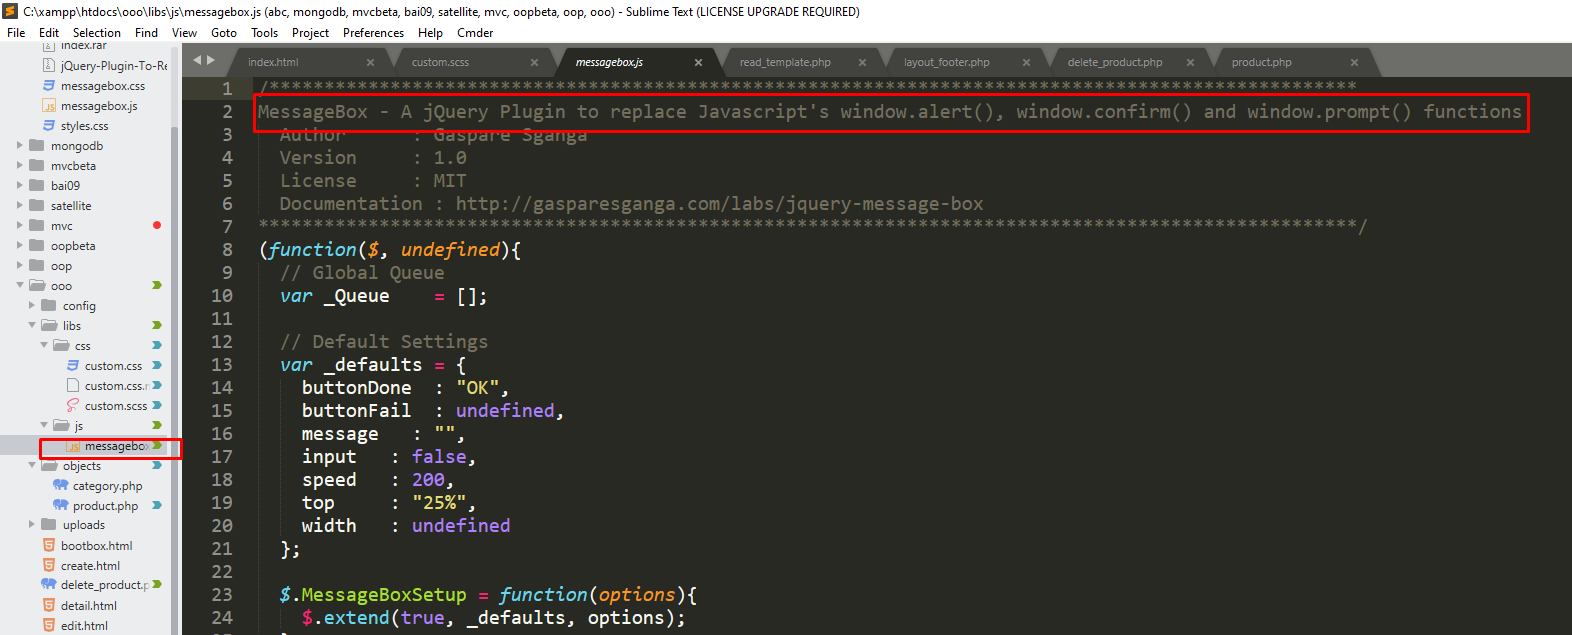 C:\xampp\htdocs\ooo\libs\js\messagebox.js (abc, mongodb, mvcbeta, bai09, satellite, mvc, oopbeta, oop, ooo) - Sublime Text (LICENSE UPGRADE REQUIRED)
File Edit Selection Find View Goto Tools Project Preferences Help Cmder
index.rar
jQuery-Plugin-To-Re
messagebox.css
messagebox.js
styles.css
mongodb
mvcbeta
bai09
satellite
mvc
oopbeta
oop
ooo
config
libs
css
custom.css
custom.css.
custom.scss
js
messagebox
objects
category.php
product.php
uploads
bootbox.html
create.html
delete_product.p
detail.html
edit.html
index.html custom.scss messagebox.js read_template.php layout_footer.php delete_product.php product.php
1 /***************************************************************************************************
2 MessageBox - A jQuery Plugin to replace Javascript's window.alert(), window.confirm() and window.prompt() functions
3 Author : Gaspare Sganga
4 Version : 1.0
5 License : MIT
6 Documentation : http://gasparesganga.com/labs/jquery-message-box
7 ****************************************************************************************************/
8 (function($, undefined){
9 // Global Queue
10 var _Queue = [];
11
12 // Default Settings
13 var _defaults = {
14 buttonDone : "OK",
15 buttonFail : undefined,
16 message : "",
17 input : false,
18 speed : 200,
19 top : "25%",
20 width : undefined
21 };
22
23 $.MessageBoxSetup = function(options){
24 $.extend(true, _defaults, options);